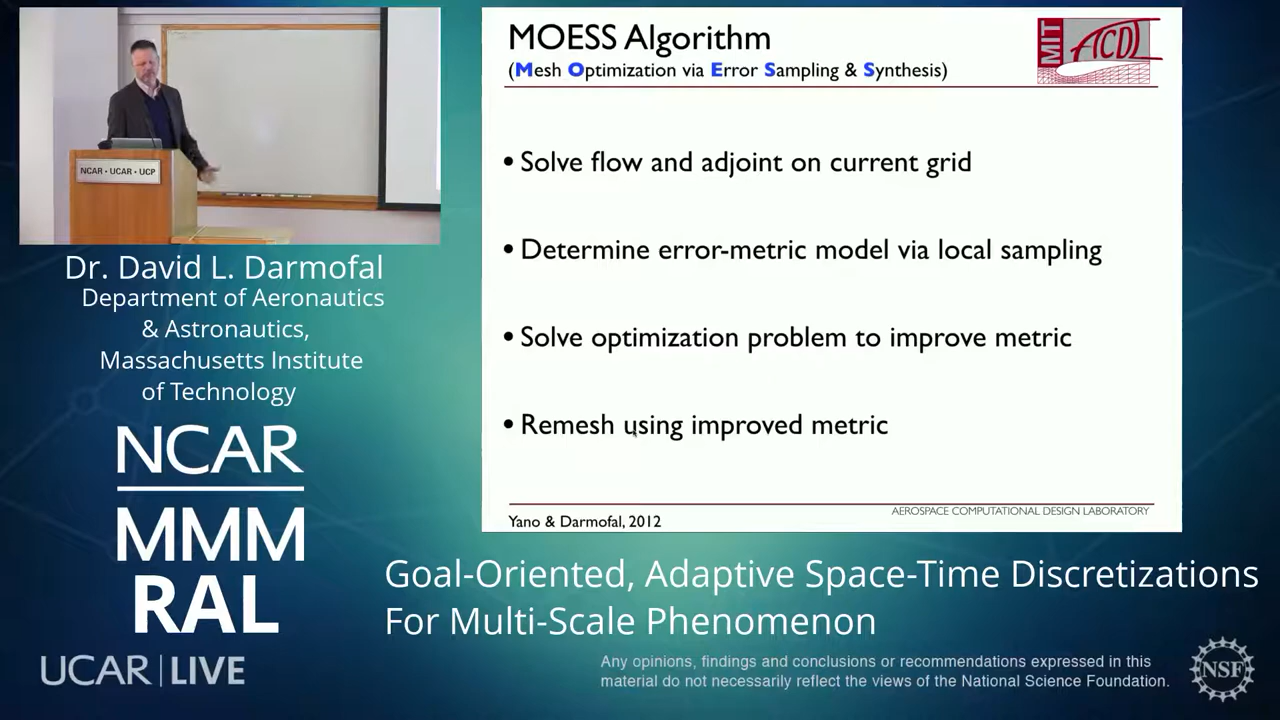 NCAR • UCAR • UCP
Dr. David L. Darmofal
Department of Aeronautics
& Astronautics,
Massachusetts Institute
of Technology
NCAR
MMM
RAL
UCAR | LIVE
MOESS Algorithm
(Mesh Optimization via Error Sampling & Synthesis)
MIT ACDL
• Solve flow and adjoint on current grid
• Determine error-metric model via local sampling
• Solve optimization problem to improve metric
• Remesh using improved metric
Yano & Darmofal, 2012
AEROSPACE COMPUTATIONAL DESIGN LABORATORY
Goal-Oriented, Adaptive Space-Time Discretizations
For Multi-Scale Phenomenon
Any opinions, findings and conclusions or recommendations expressed in this
material do not necessarily reflect the views of the National Science Foundation.
NSF